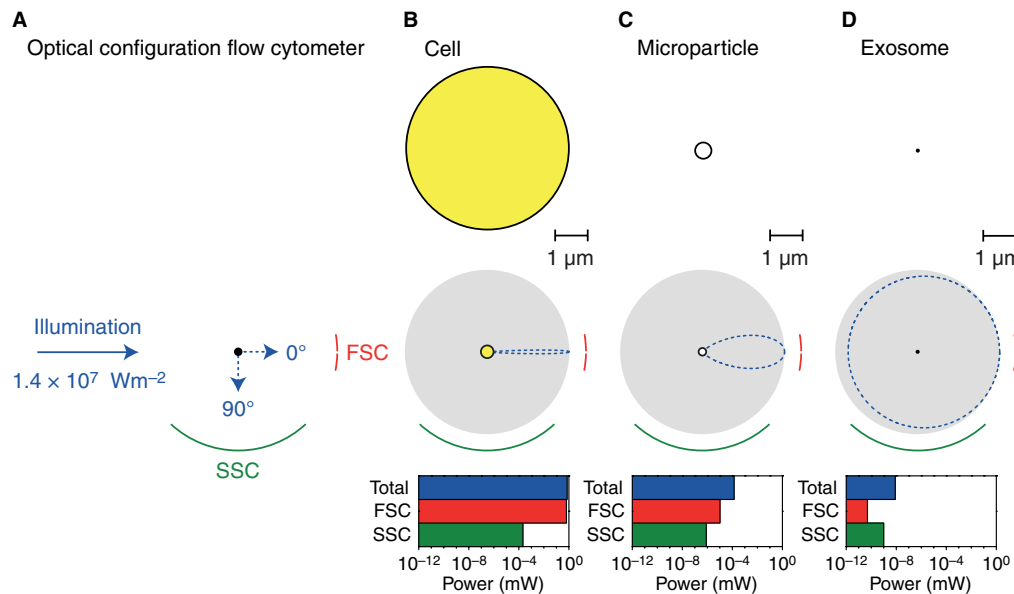 A
Optical configuration flow cytometer
Illumination
1.4 × 10⁷ Wm⁻²
0°
90°
FSC
SSC
B
Cell
1 µm
Total
FSC
SSC
10⁻¹² 10⁻⁸ 10⁻⁴ 10⁰
Power (mW)
C
Microparticle
1 µm
Total
FSC
SSC
10⁻¹² 10⁻⁸ 10⁻⁴ 10⁰
Power (mW)
D
Exosome
1 µm
Total
FSC
SSC
10⁻¹² 10⁻⁸ 10⁻⁴ 10⁰
Power (mW)